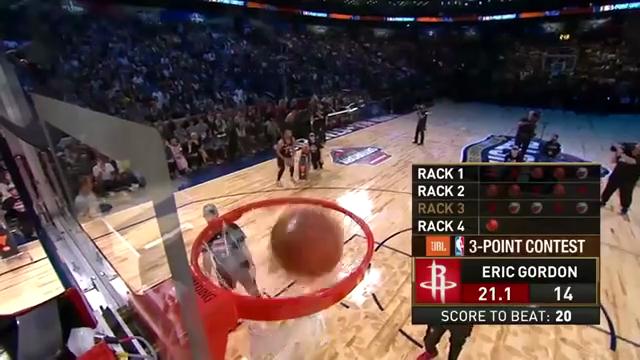 RACK 1
RACK 2
RACK 3
RACK 4
JBL 3-POINT CONTEST
R ERIC GORDON
21.1 14
SCORE TO BEAT: 20